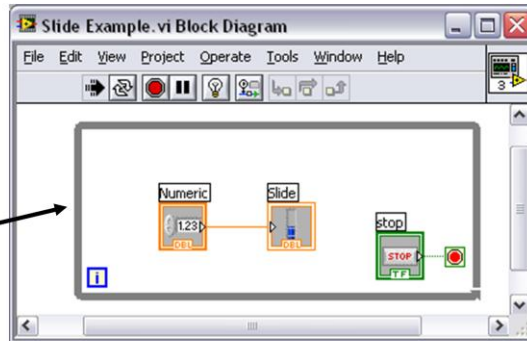 Slide Example.vi Block Diagram
File Edit View Project Operate Tools Window Help
3
Numeric Slide
1.23
DBL DBL
stop
STOP
TF
i